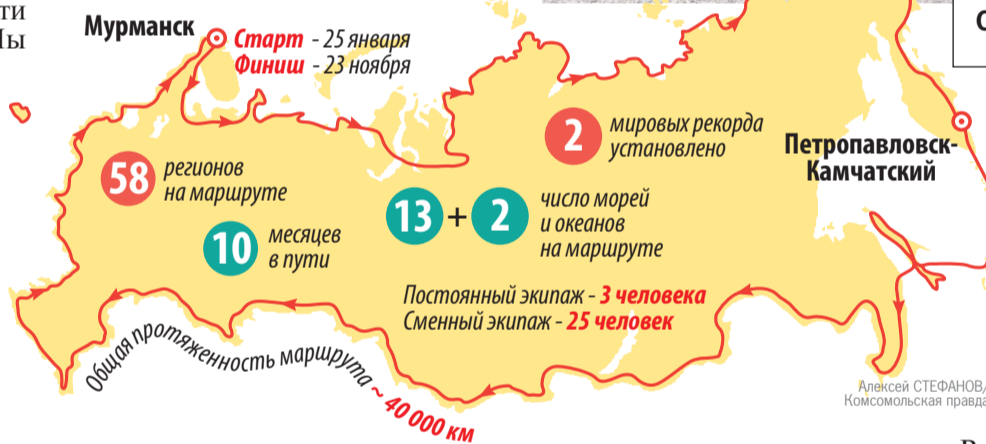 ти
Мурманск
Старт - 25 января
Финиш - 23 ноября
2 мировых рекорда
установлено
Петропавловск-
Камчатский
58 регионов
на маршруте
13 + 2 число морей
и океанов
на маршруте
10 месяцев
в пути
Постоянный экипаж - 3 человека
Сменный экипаж - 25 человек
Общая протяженность маршрута ~ 40 000 км
Алексей СТЕФАНОВ/
Комсомольская правда